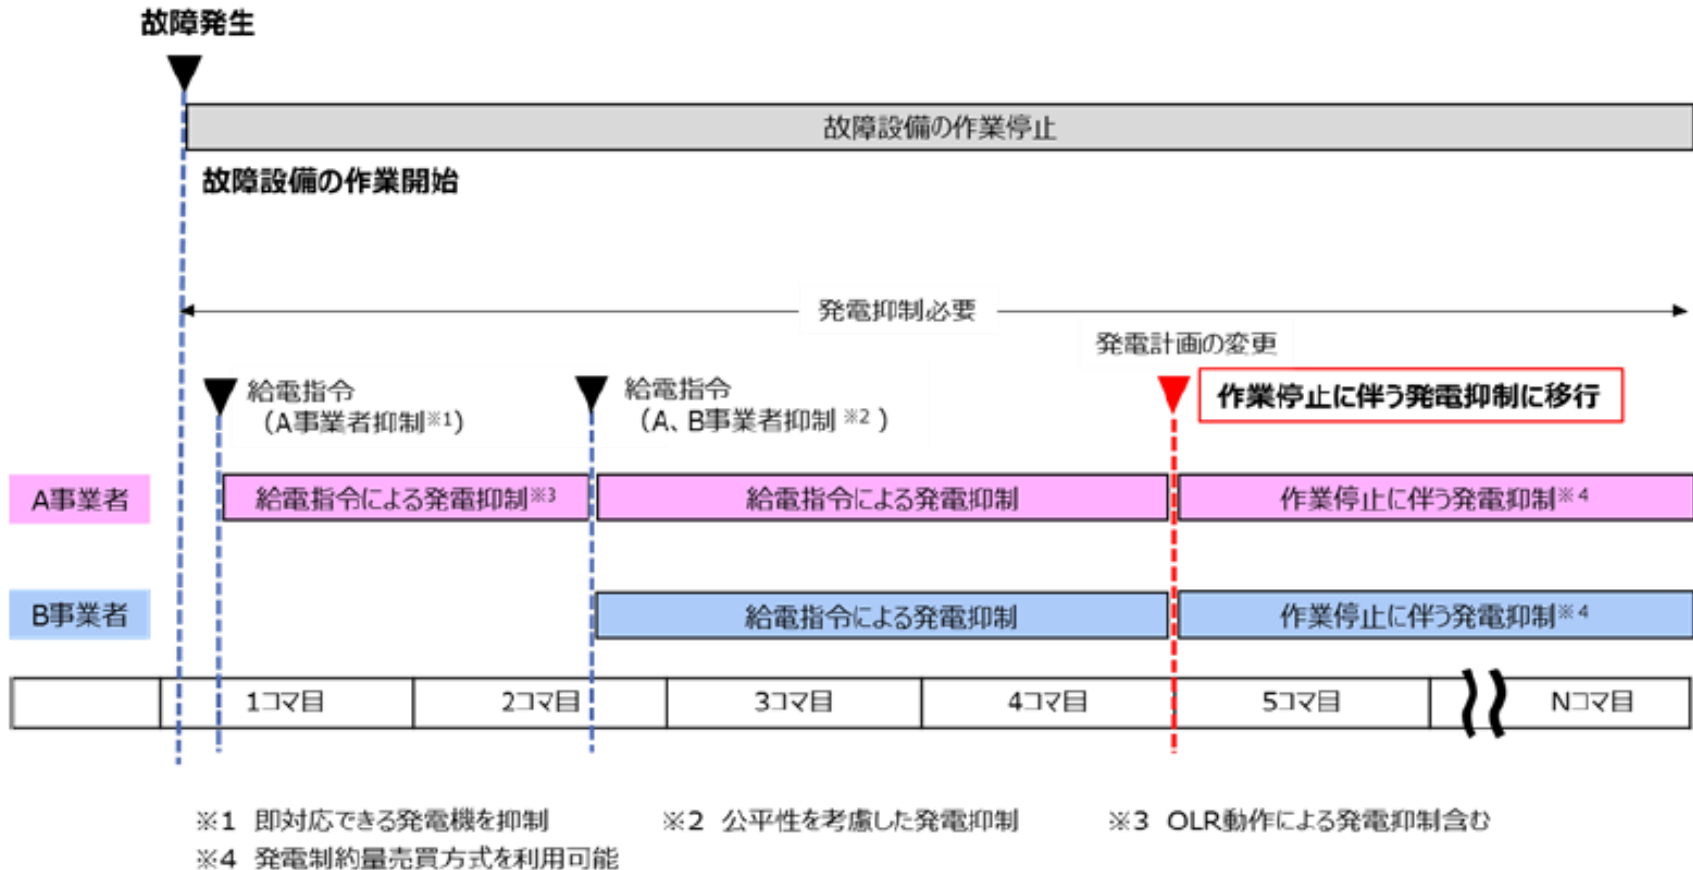 故障発生
故障設備の作業停止
故障設備の作業開始
発電抑制必要
発電計画の変更
給電指令
（A事業者抑制※1）
給電指令
（A、B事業者抑制 ※2 ）
作業停止に伴う発電抑制に移行
A事業者
給電指令による発電抑制※3
給電指令による発電抑制
作業停止に伴う発電抑制※4
B事業者
給電指令による発電抑制
作業停止に伴う発電抑制※4
1コマ目
2コマ目
3コマ目
4コマ目
5コマ目
Nコマ目
※1 即対応できる発電機を抑制
※2 公平性を考慮した発電抑制
※3 OLR動作による発電抑制含む
※4 発電制約量売買方式を利用可能